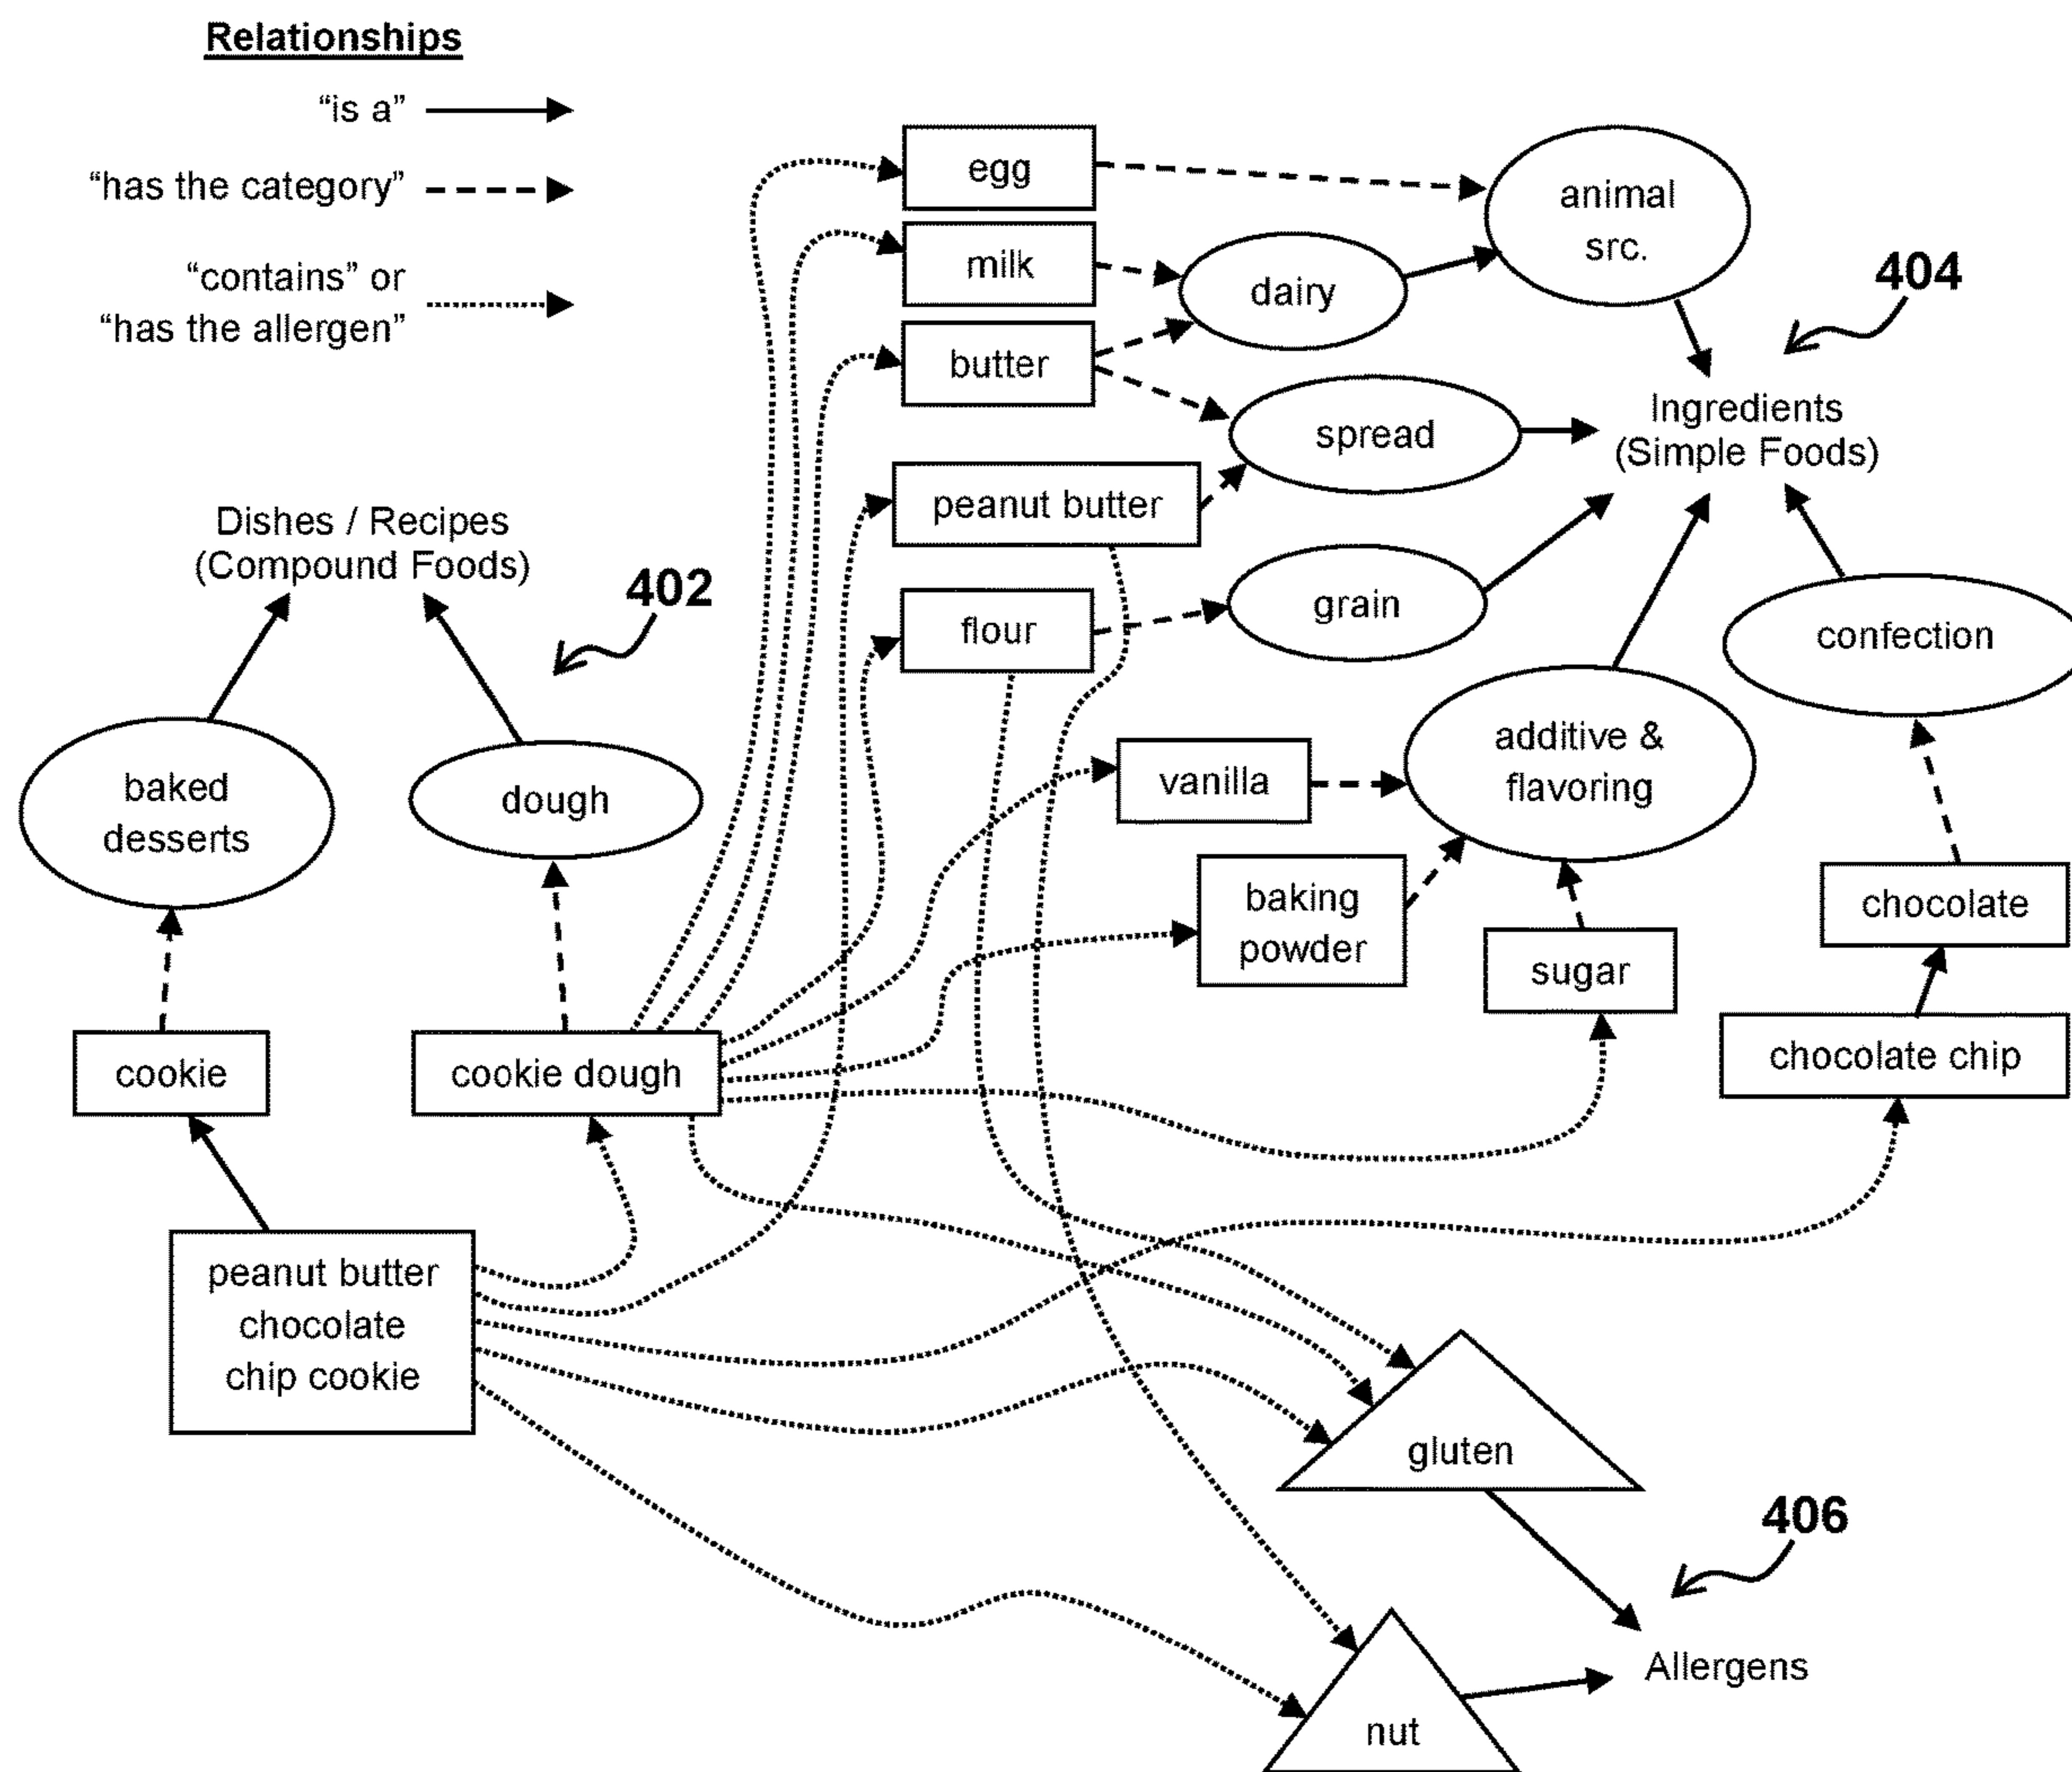 Relationships
“is a”
“has the category”
“contains” or
“has the allergen”
egg
milk
butter
peanut butter
flour
dairy
spread
grain
animal
src.
404
Ingredients
(Simple Foods)
Dishes / Recipes
(Compound Foods)
402
baked
desserts
dough
vanilla
baking
powder
additive &
flavoring
sugar
confection
chocolate
chocolate chip
cookie
cookie dough
peanut butter
chocolate
chip cookie
gluten
406
nut
Allergens